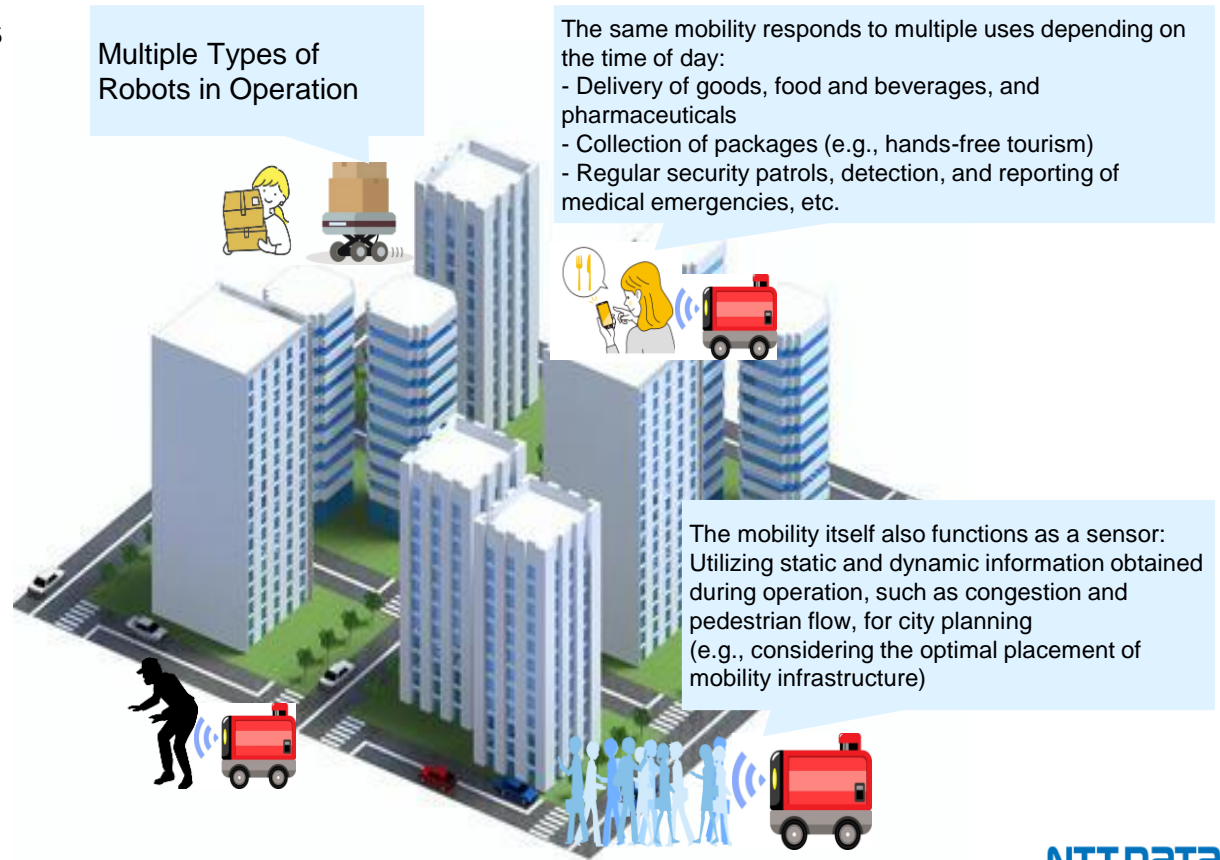 s
Multiple Types of
Robots in Operation
The same mobility responds to multiple uses depending on
the time of day:
- Delivery of goods, food and beverages, and
pharmaceuticals
- Collection of packages (e.g., hands-free tourism)
- Regular security patrols, detection, and reporting of
medical emergencies, etc.
The mobility itself also functions as a sensor:
Utilizing static and dynamic information obtained
during operation, such as congestion and
pedestrian flow, for city planning
(e.g., considering the optimal placement of
mobility infrastructure)
NTT DATA